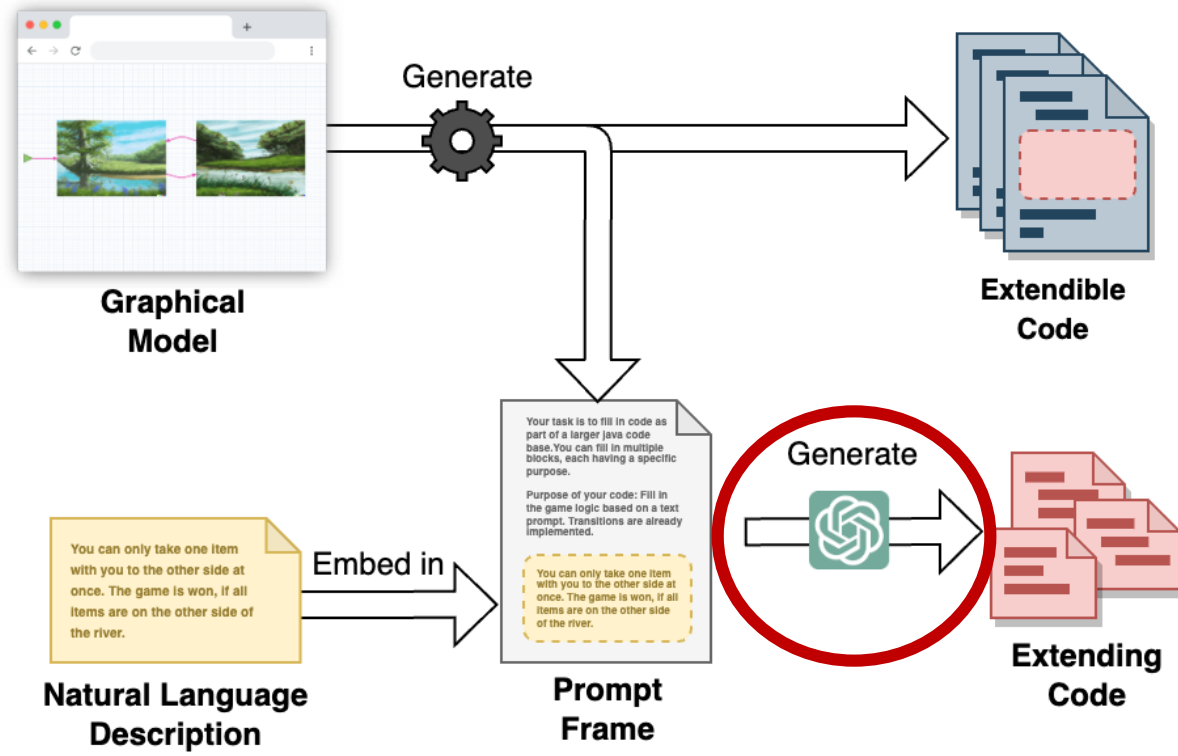 Generate
Graphical
Model
Extendible
Code
Your task is to fill in code as
part of a larger java code
base.You can fill in multiple
blocks, each having a specific
purpose.
Purpose of your code: Fill in
the game logic based on a text
prompt. Transitions are already
implemented.
You can only take one item
with you to the other side at
once. The game is won, if all
items are on the other side
of the river.
Generate
You can only take one item
with you to the other side at
once. The game is won, if all
items are on the other side of
the river.
Embed in
Natural Language
Description
Prompt
Frame
Extending
Code